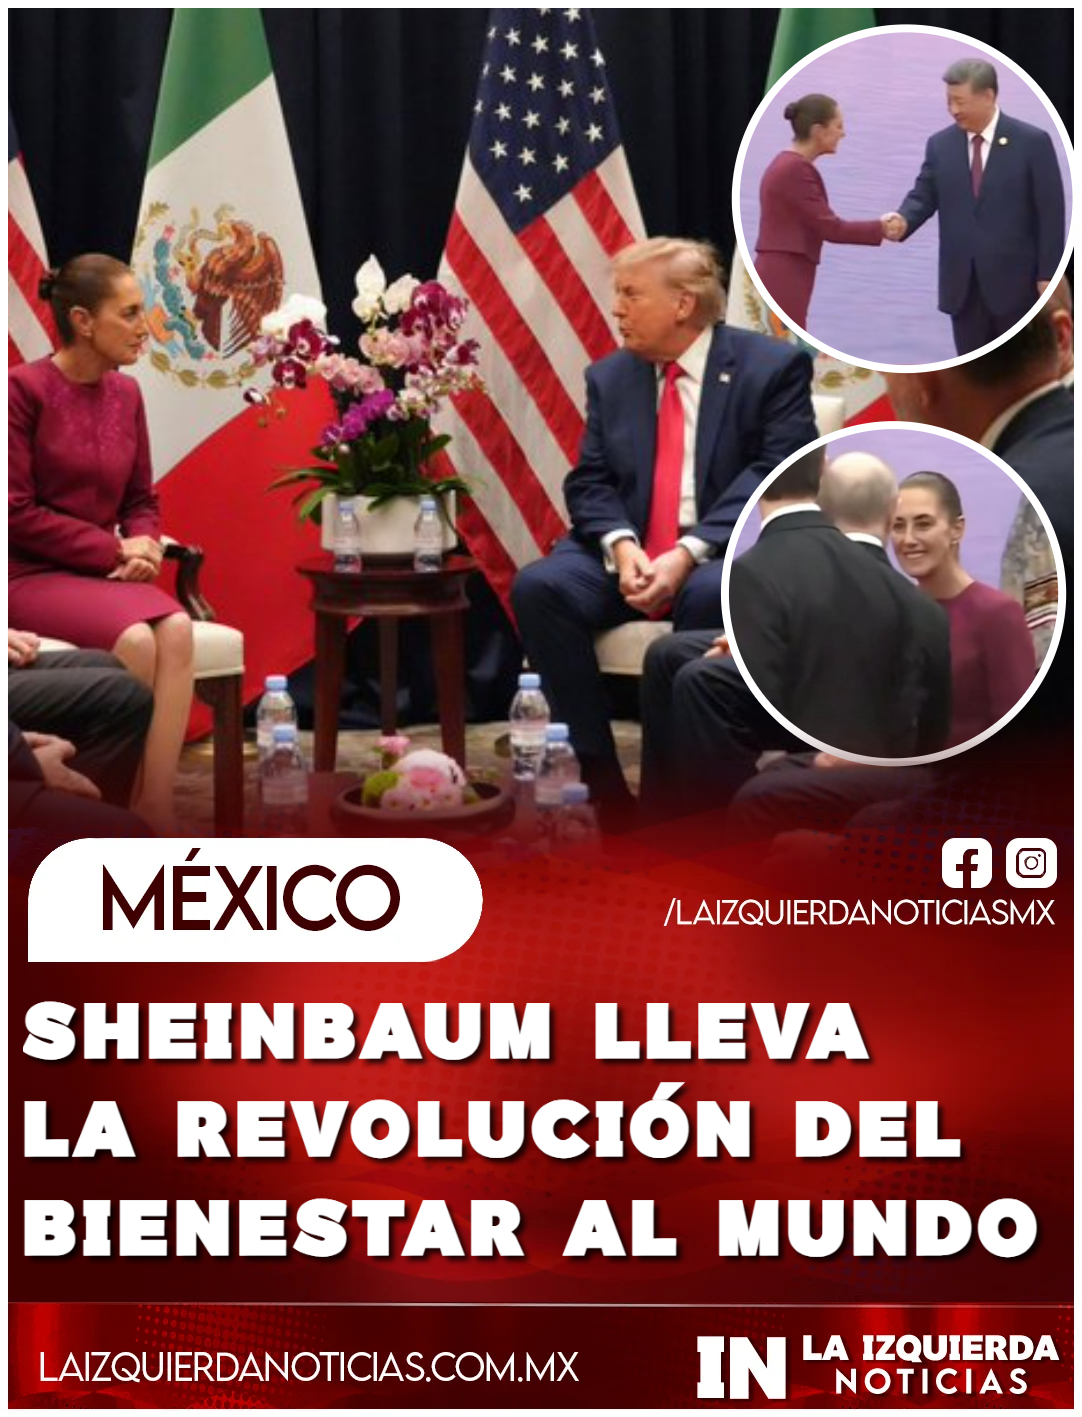 MÉXICO
/LAIZQUIERDANOTICIASMX
SHEINBAUM LLEVA
LA REVOLUCIÓN DEL
BIENESTAR AL MUNDO
LAIZQUIERDANOTICIAS.COM.MX
IN LA IZQUIERDA
NOTICIAS